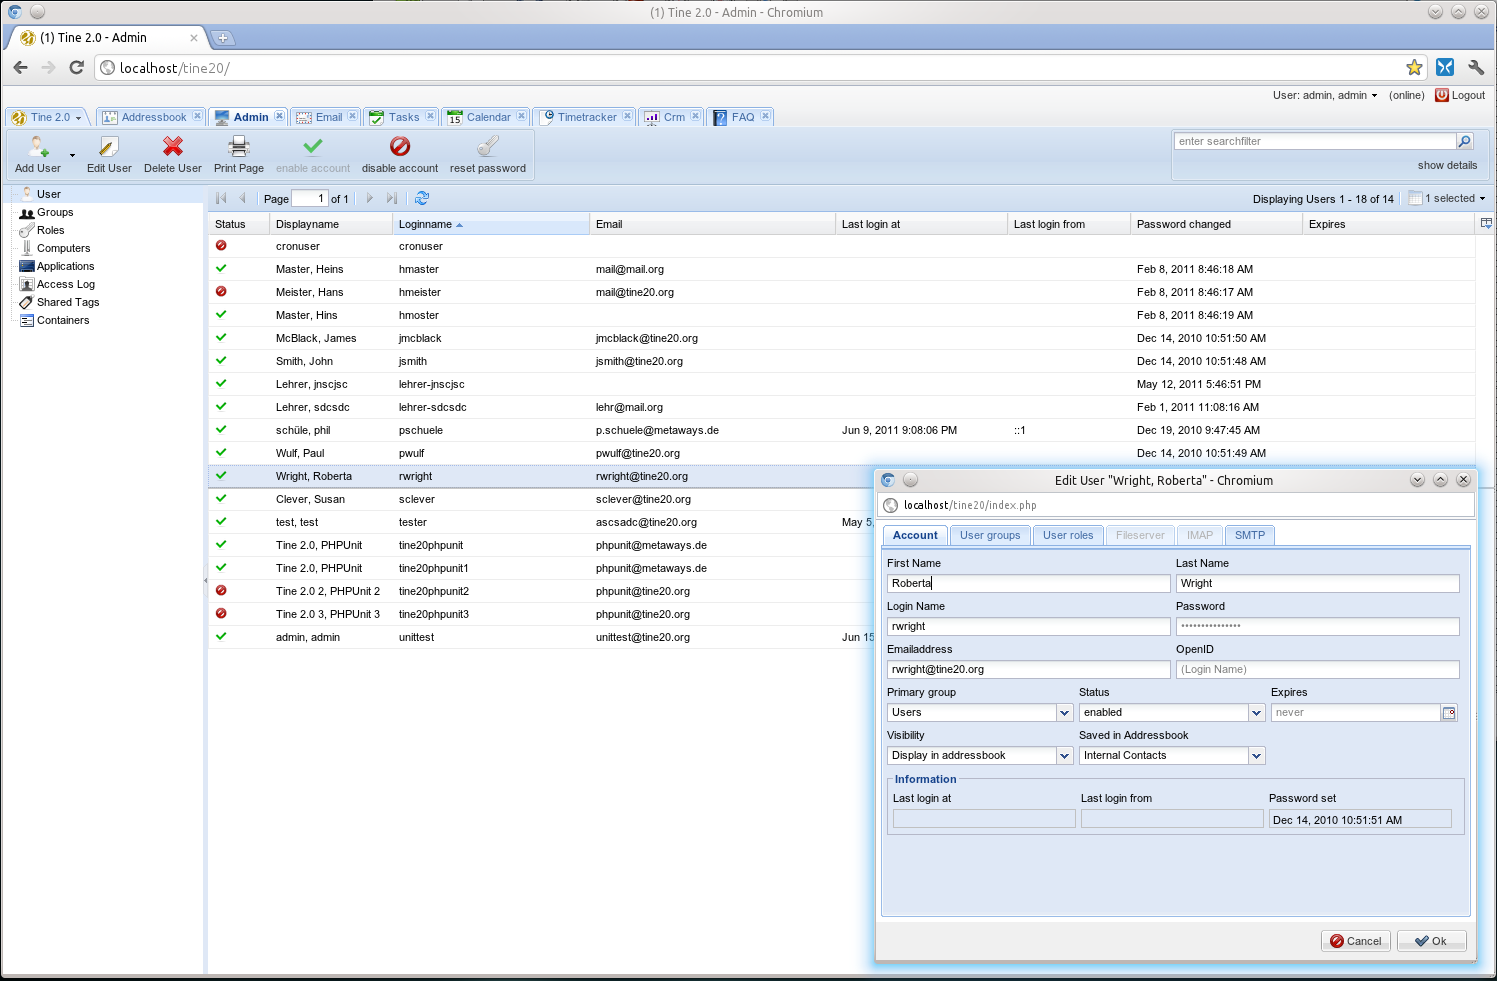 (1) Tine 2.0 - Admin - Chromium
(1) Tine 2.0 - Admin
localhost/tine20/
User: admin, admin (online) Logout
Tine 2.0 Addressbook Admin Email Tasks Calendar Timetracker Crm FAQ
Add User Edit User Delete User Print Page enable account disable account reset password
enter searchfilter
show details
User
Groups
Roles
Computers
Applications
Access Log
Shared Tags
Containers
Page 1 of 1 Displaying Users 1 - 18 of 14 1 selected
Status Displayname Loginname Email Last login at Last login from Password changed Expires
cronuser cronuser
Master, Heins hmaster mail@mail.org Feb 8, 2011 8:46:18 AM
Meister, Hans hmeister mail@tine20.org Feb 8, 2011 8:46:17 AM
Master, Hins hmoster Feb 8, 2011 8:46:19 AM
McBlack, James jmcblack jmcblack@tine20.org Dec 14, 2010 10:51:50 AM
Smith, John jsmith jsmith@tine20.org Dec 14, 2010 10:51:48 AM
Lehrer, jnscjsc lehrer-jnscjsc May 12, 2011 5:46:51 PM
Lehrer, sdcsdc lehrer-sdcsdc lehr@mail.org Feb 1, 2011 11:08:16 AM
schüle, phil pschuele p.schuele@metaways.de Jun 9, 2011 9:08:06 PM ::1 Dec 19, 2010 9:47:45 AM
Wulf, Paul pwulf pwulf@tine20.org Dec 14, 2010 10:51:49 AM
Wright, Roberta rwright rwright@tine20.org
Clever, Susan sclever sclever@tine20.org
test, test tester ascsadc@tine20.org May 5,
Tine 2.0, PHPUnit tine20phpunit phpunit@metaways.de
Tine 2.0, PHPUnit tine20phpunit1 phpunit@metaways.de
Tine 2.0 2, PHPUnit 2 tine20phpunit2 phpunit@tine20.org
Tine 2.0 3, PHPUnit 3 tine20phpunit3 phpunit@tine20.org
admin, admin unittest unittest@tine20.org Jun 15
Edit User "Wright, Roberta" - Chromium
localhost/tine20/index.php
Account User groups User roles Fileserver IMAP SMTP
First Name Last Name
Roberta Wright
Login Name Password
rwright ••••••••••••••
Emailaddress OpenID
rwright@tine20.org (Login Name)
Primary group Status Expires
Users enabled never
Visibility Saved in Addressbook
Display in addressbook Internal Contacts
Information
Last login at Last login from Password set
Dec 14, 2010 10:51:51 AM
Cancel Ok